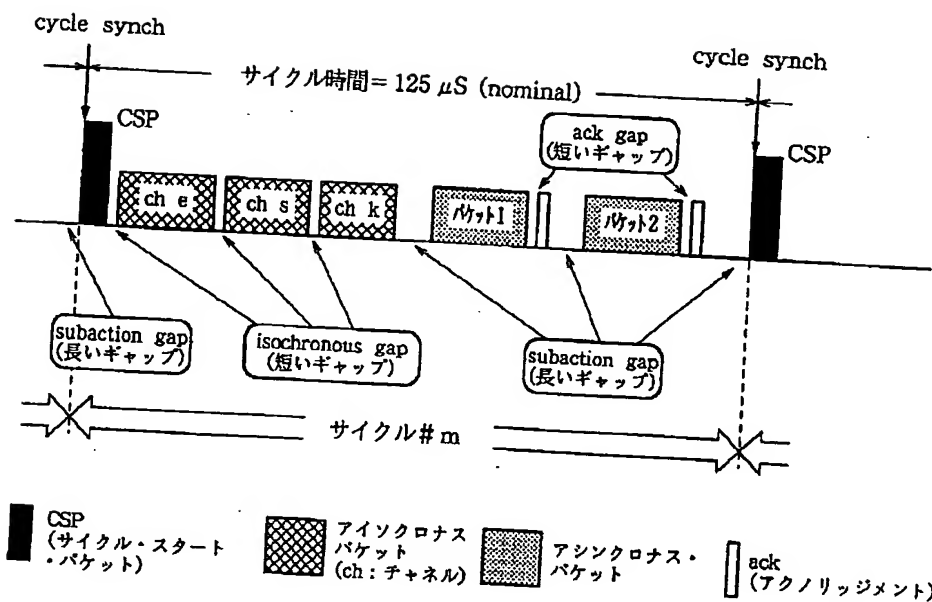 cycle synch
cycle synch
サイクル時間＝125 μS (nominal)
CSP
CSP
ack gap
(短いギャップ)
ch e
ch s
ch k
パケット1
パケット2
subaction gap
(長いギャップ)
isochronous gap
(短いギャップ)
subaction gap
(長いギャップ)
サイクル＃m
CSP
(サイクル・スタート
・パケット)
アイソクロナス
パケット
(ch：チャネル)
アシンクロナス・
パケット
ack
(アクノリッジメント)